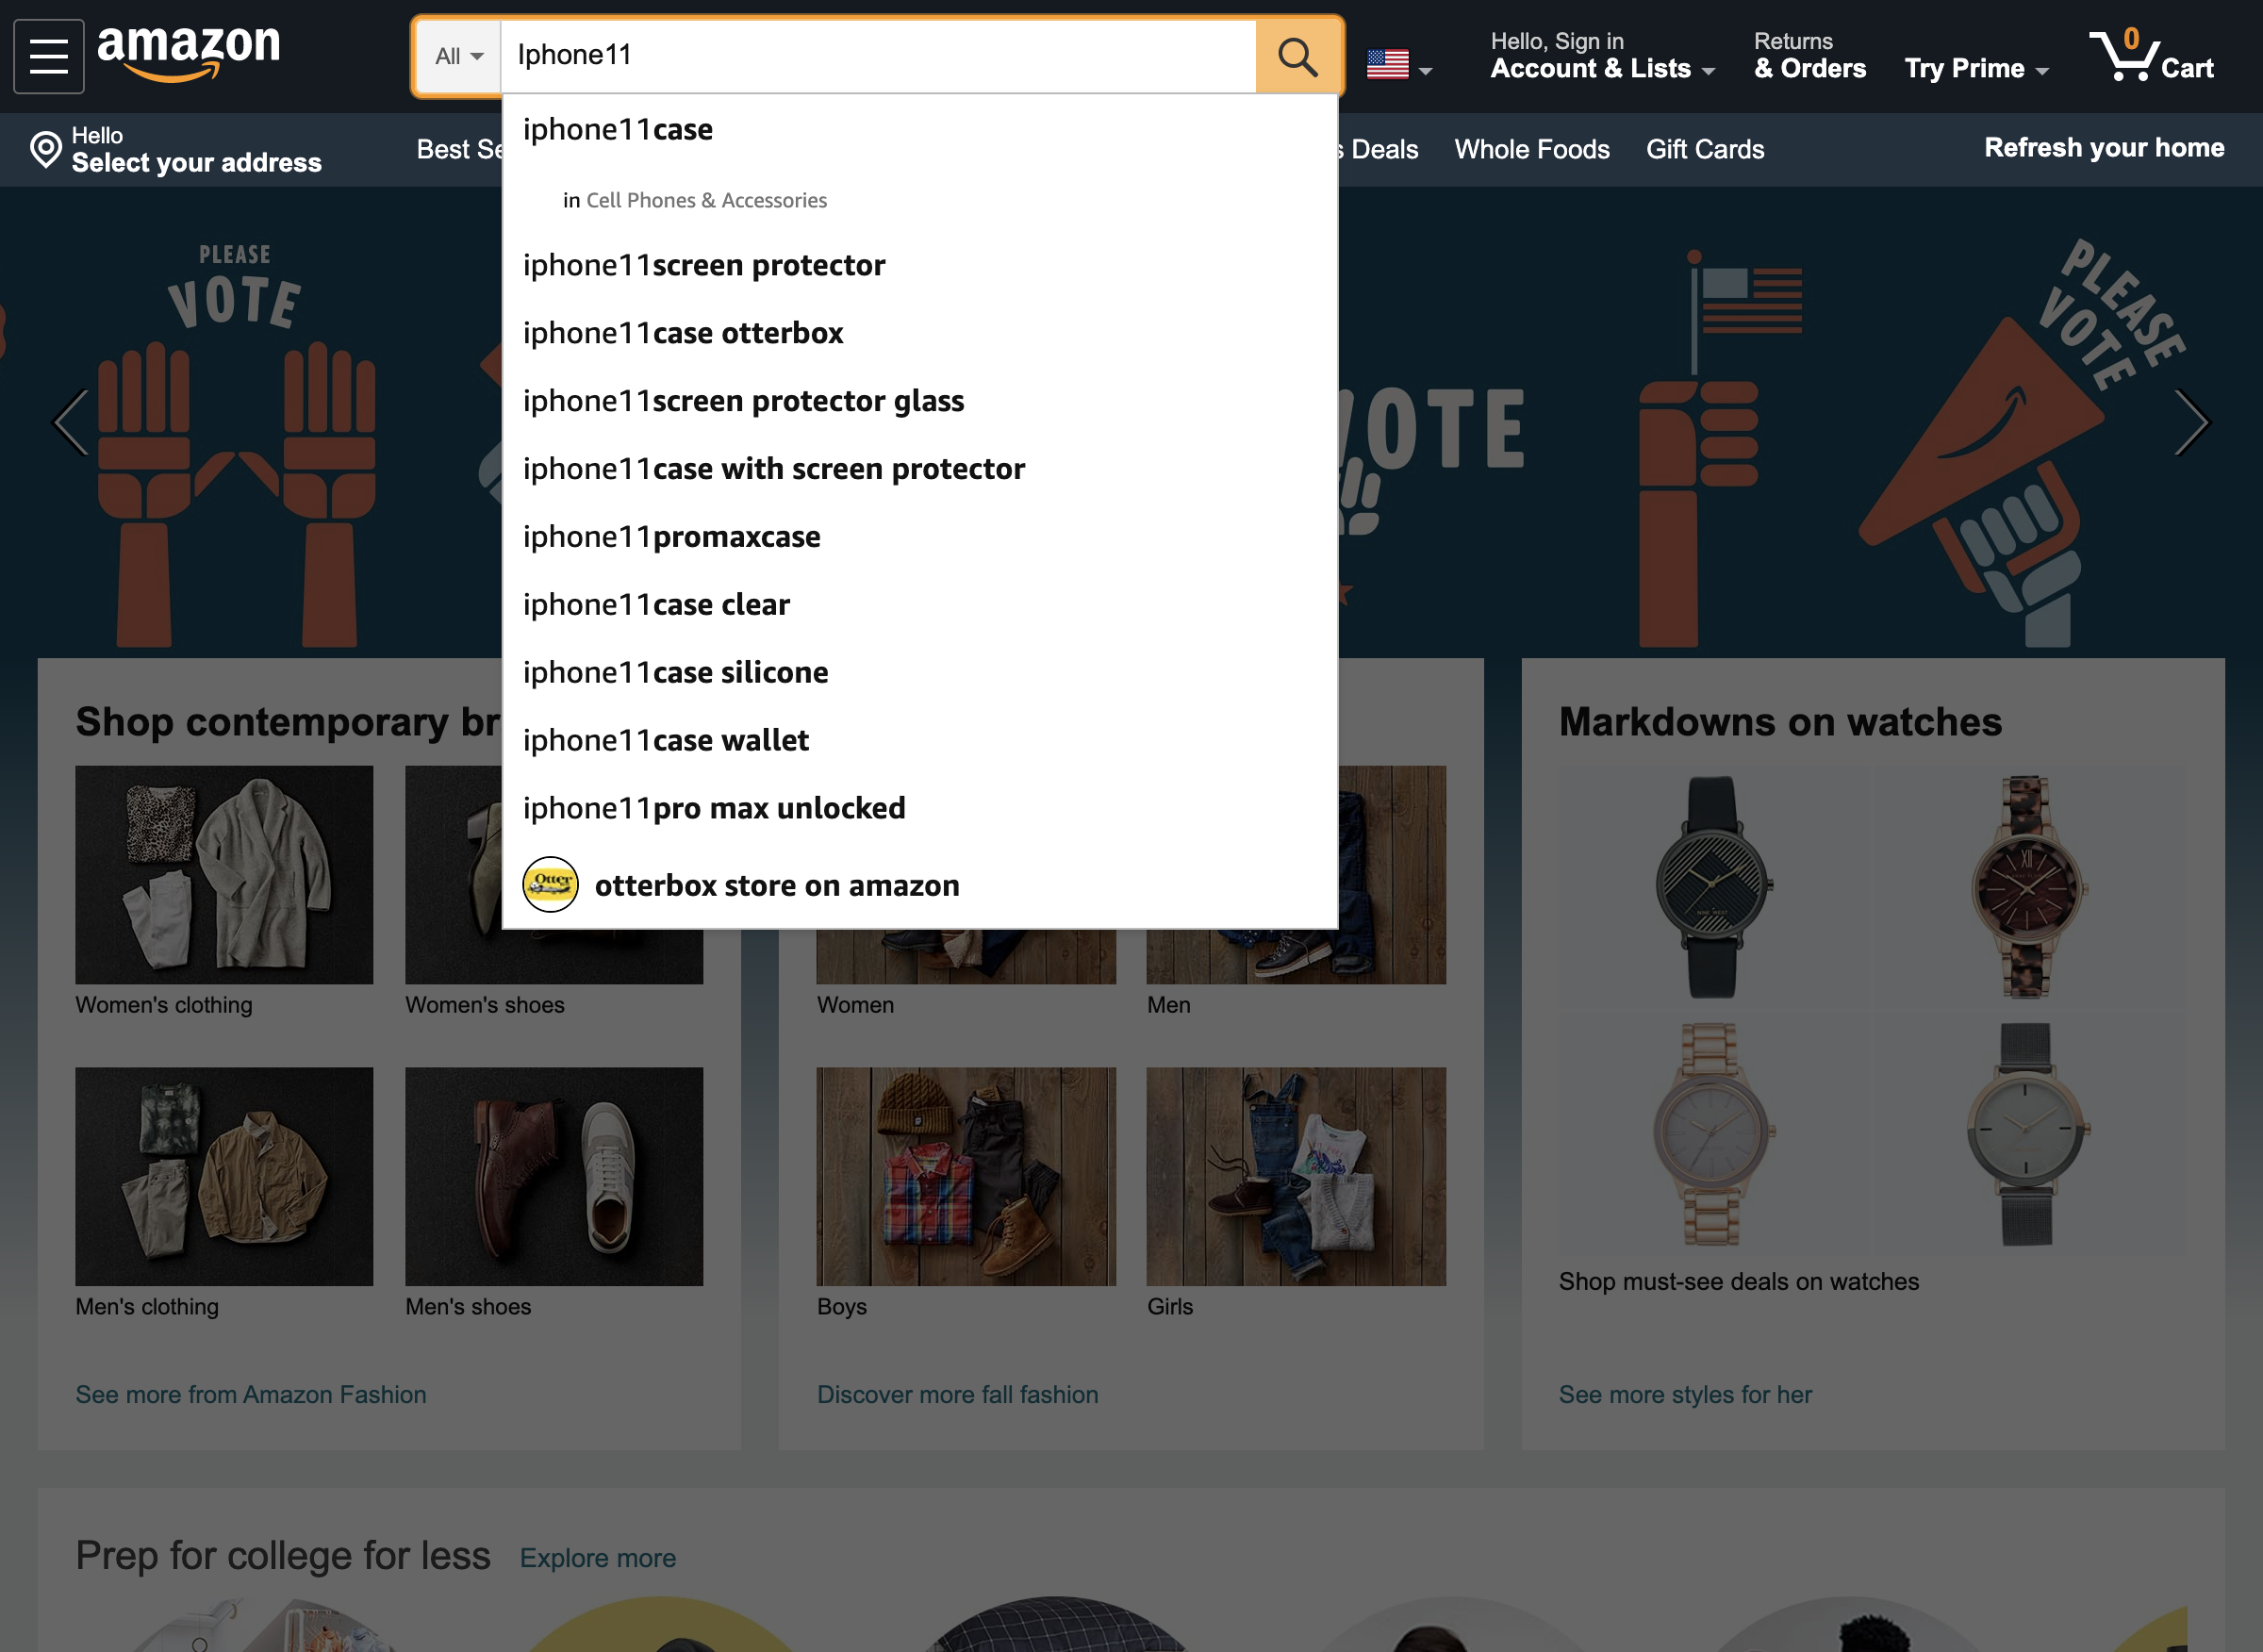 amazon
All
Iphone11
Hello, Sign in
Account & Lists
Returns
& Orders
Try Prime
0
Cart
Hello
Select your address
Best Se
s Deals
Whole Foods
Gift Cards
Refresh your home
iphone11case
in Cell Phones & Accessories
iphone11screen protector
iphone11case otterbox
iphone11screen protector glass
iphone11case with screen protector
iphone11promaxcase
iphone11case clear
iphone11case silicone
iphone11case wallet
iphone11pro max unlocked
Otter
otterbox store on amazon
PLEASE
VOTE
VOTE
PLEASE
VOTE
Shop contemporary br
Women's clothing
Women's shoes
Men's clothing
Men's shoes
See more from Amazon Fashion
Women
Men
Boys
Girls
Discover more fall fashion
Markdowns on watches
NINE WEST
XII
Shop must-see deals on watches
See more styles for her
Prep for college for less
Explore more